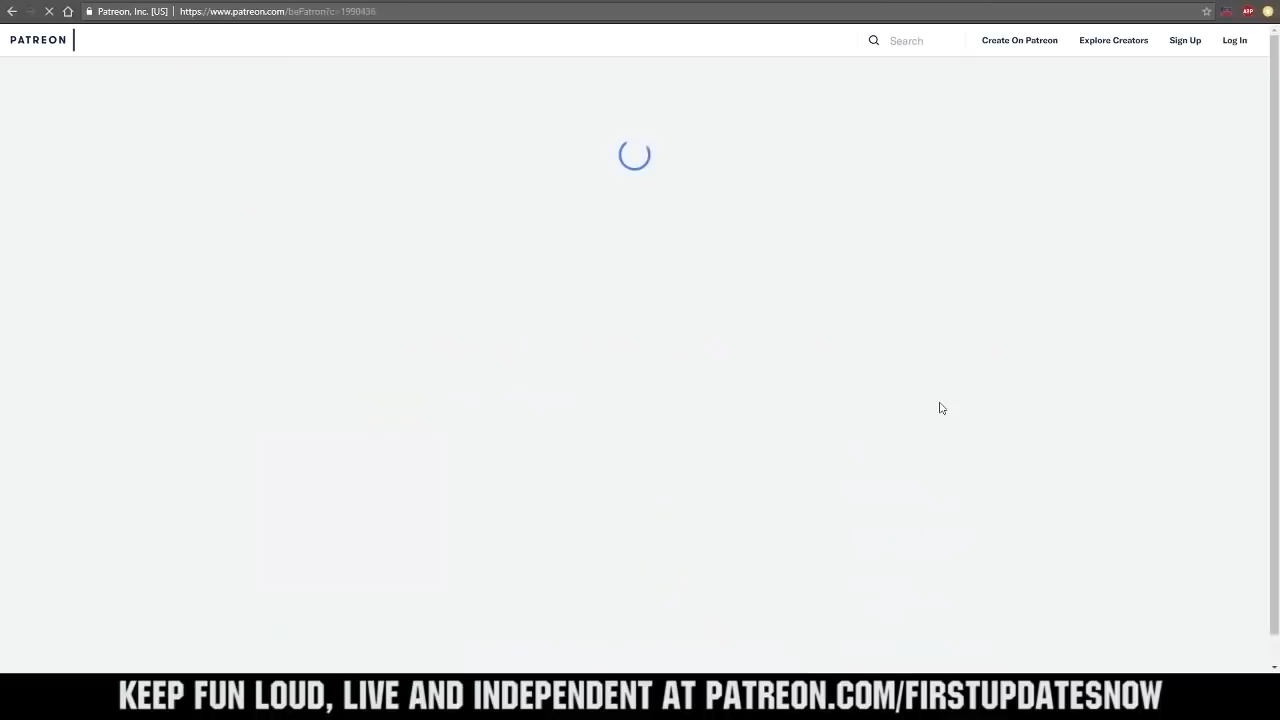 Patreon, Inc. [US] | https://www.patreon.com/bePatron?c=1990436
ABP
PATREON
Search
Create On Patreon
Explore Creators
Sign Up
Log In
KEEP FUN LOUD, LIVE AND INDEPENDENT AT PATREON.COM/FIRSTUPDATESNOW